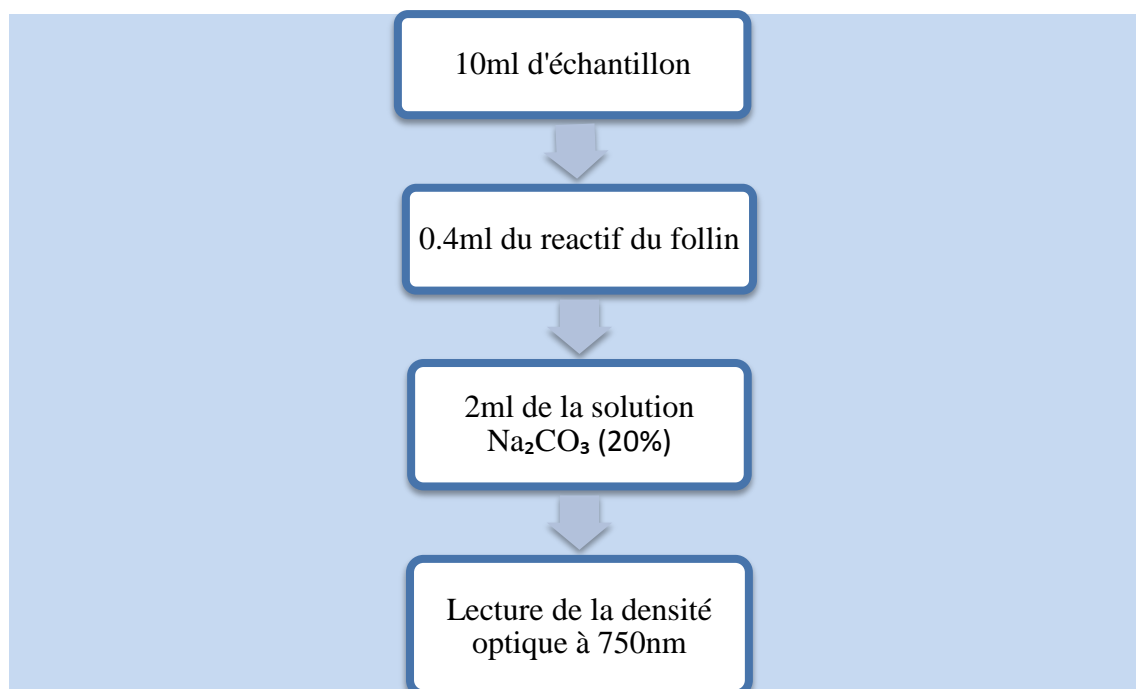 10ml d'échantillon
0.4ml du reactif du follin
2ml de la solution
Na₂CO₃ (20%)
Lecture de la densité
optique à 750nm